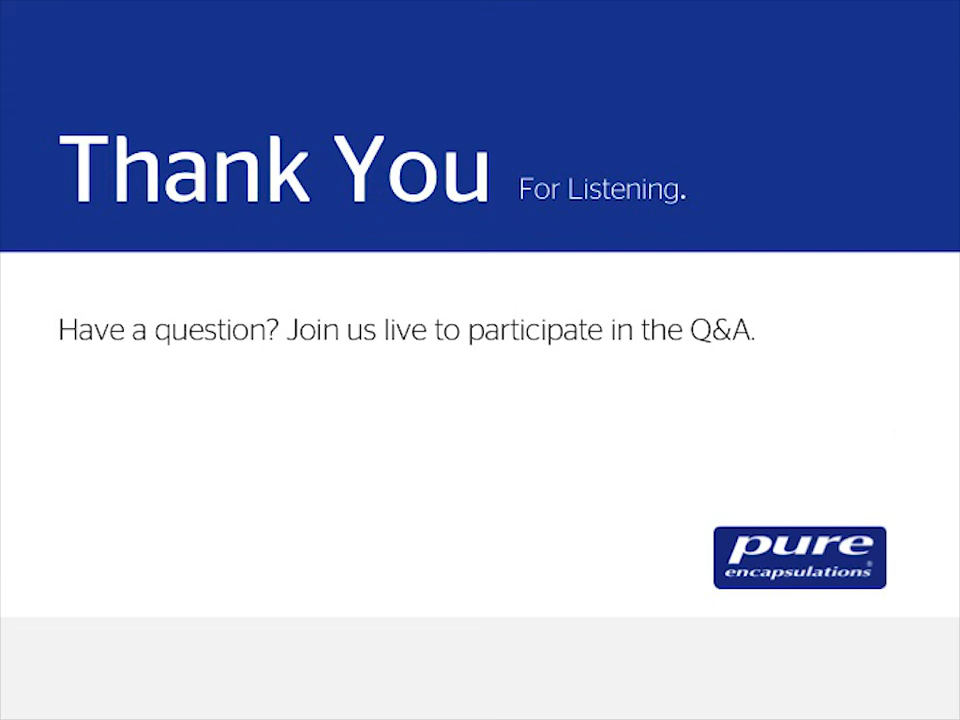 Thank You For Listening.
Have a question? Join us live to participate in the Q&A.
pure
encapsulations®